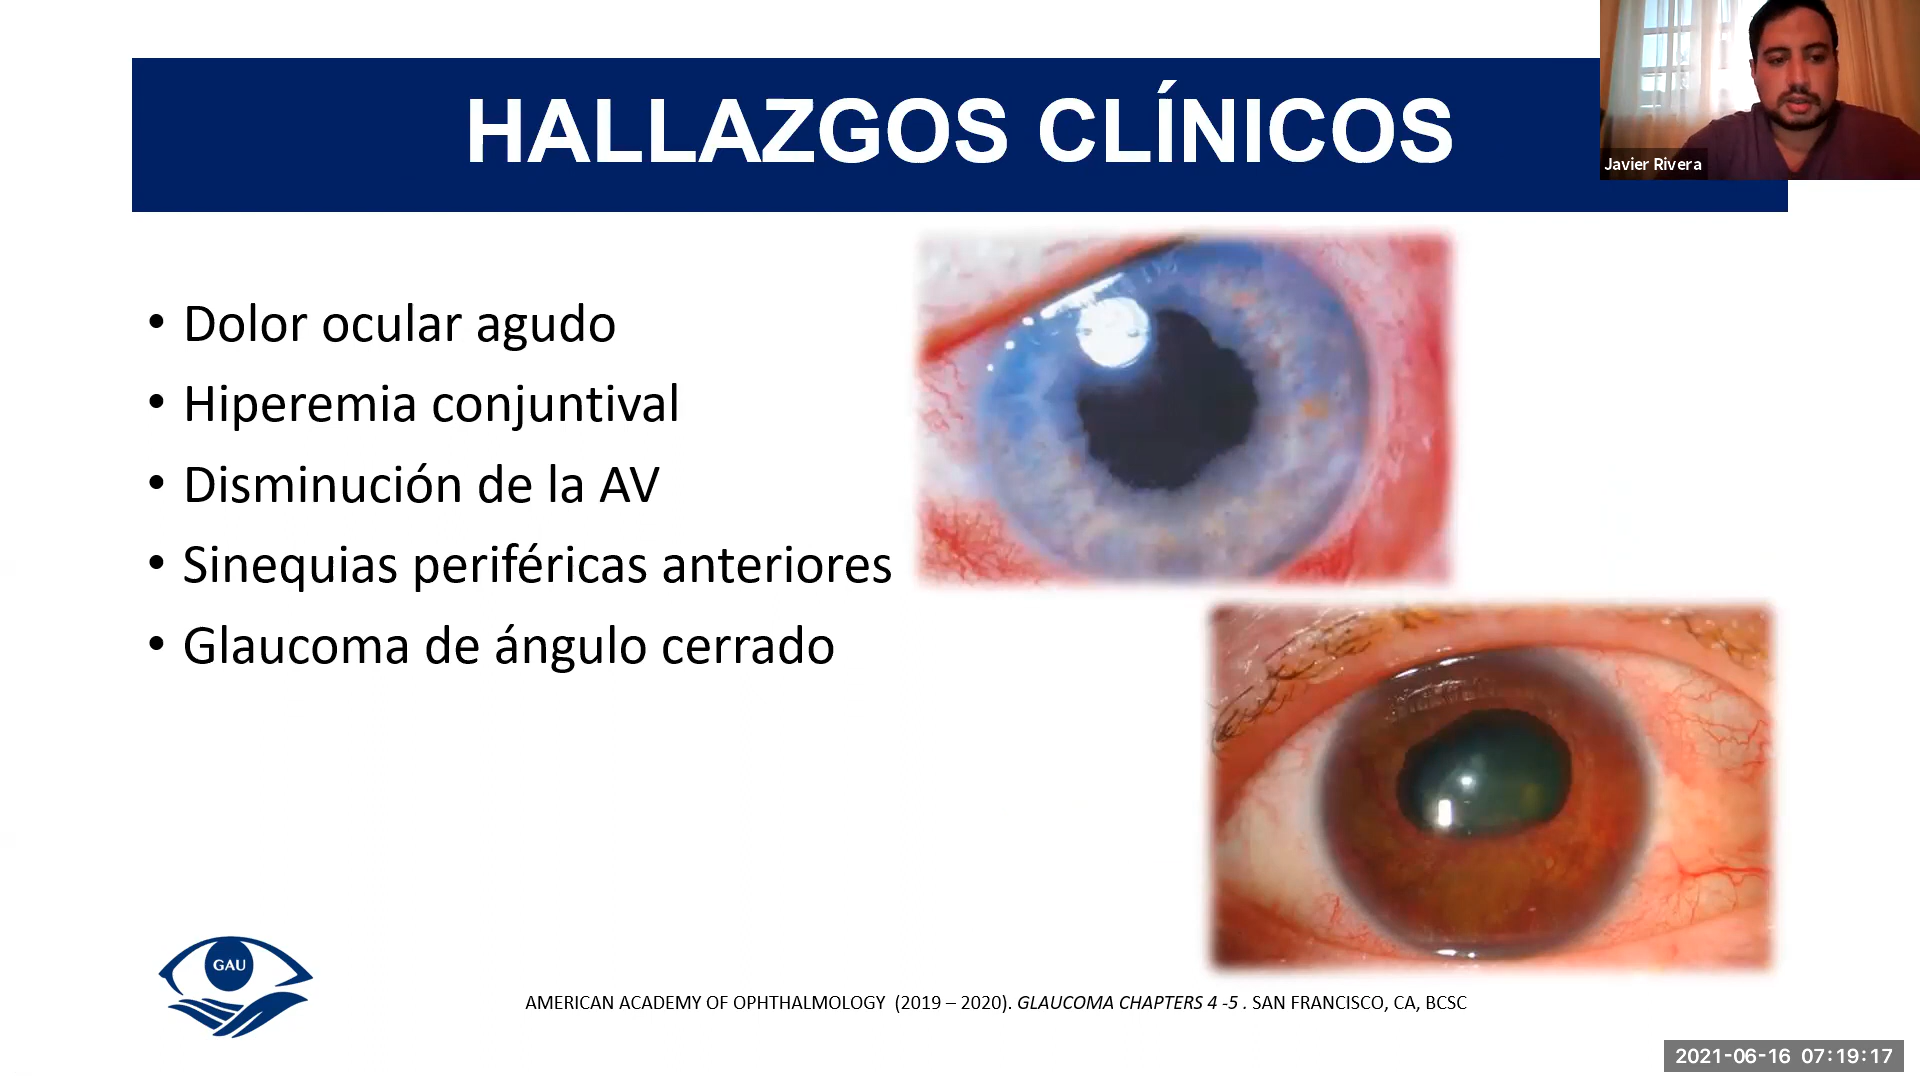 HALLAZGOS CLÍNICOS
Javier Rivera
• Dolor ocular agudo
• Hiperemia conjuntival
• Disminución de la AV
• Sinequias periféricas anteriores
• Glaucoma de ángulo cerrado
GAU
AMERICAN ACADEMY OF OPHTHALMOLOGY (2019 – 2020). GLAUCOMA CHAPTERS 4 -5 . SAN FRANCISCO, CA, BCSC
2021-06-16 07:19:17